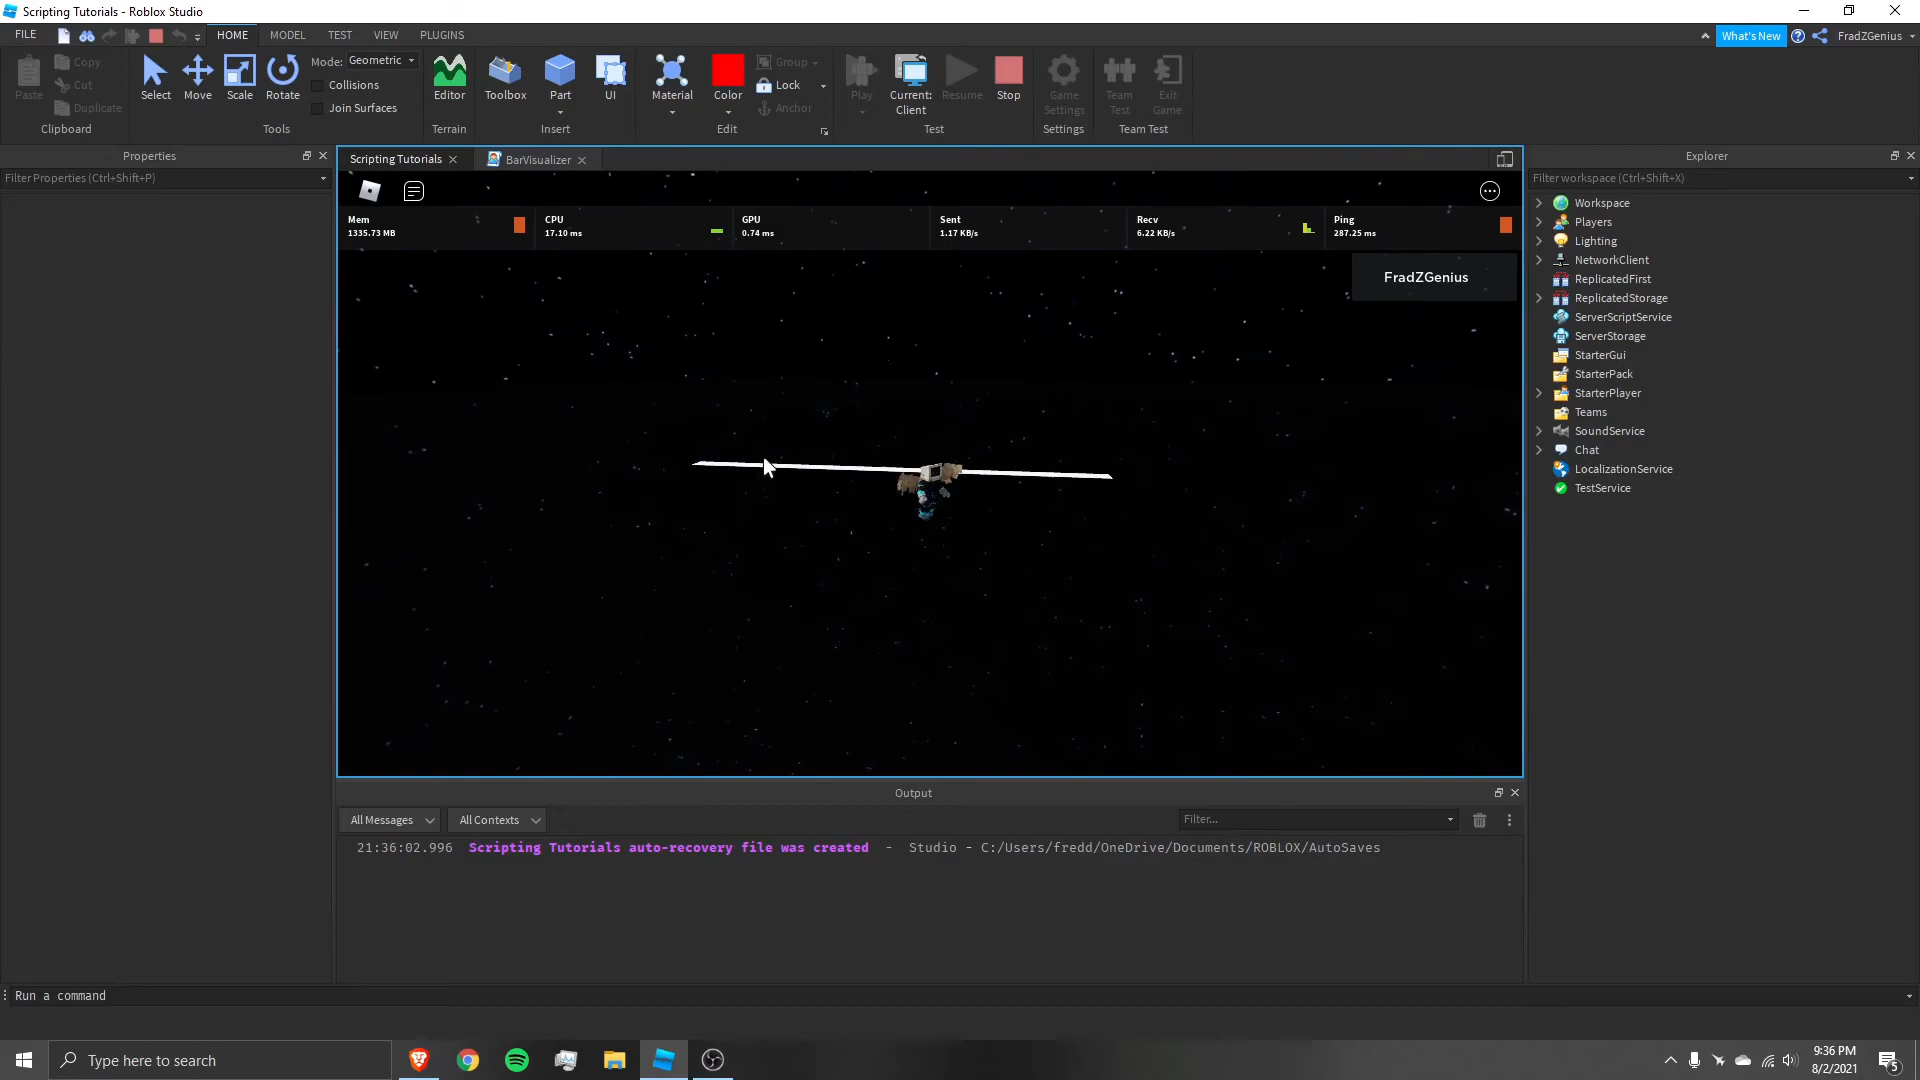 Scripting Tutorials - Roblox Studio
FILE
HOME
MODEL
TEST
VIEW
PLUGINS
What's New
FradZGenius
Paste
Copy
Cut
Duplicate
Clipboard
Select
Move
Scale
Rotate
Mode: Geometric
Collisions
Join Surfaces
Tools
Editor
Terrain
Toolbox
Part
UI
Insert
Material
Color
Group
Lock
Anchor
Edit
Play
Current:
Client
Resume
Stop
Test
Game
Settings
Settings
Team
Test
Exit
Game
Team Test
Properties
Filter Properties (Ctrl+Shift+P)
Scripting Tutorials
BarVisualizer
Mem
1335.73 MB
CPU
17.10 ms
GPU
0.74 ms
Sent
1.17 KB/s
Recv
6.22 KB/s
Ping
287.25 ms
FradZGenius
Output
All Messages
All Contexts
Filter...
21:36:02.996 Scripting Tutorials auto-recovery file was created - Studio - C:/Users/fredd/OneDrive/Documents/ROBLOX/AutoSaves
Explorer
Filter workspace (Ctrl+Shift+X)
Workspace
Players
Lighting
NetworkClient
ReplicatedFirst
ReplicatedStorage
ServerScriptService
ServerStorage
StarterGui
StarterPack
StarterPlayer
Teams
SoundService
Chat
LocalizationService
TestService
Run a command
Type here to search
9:36 PM
8/2/2021
5